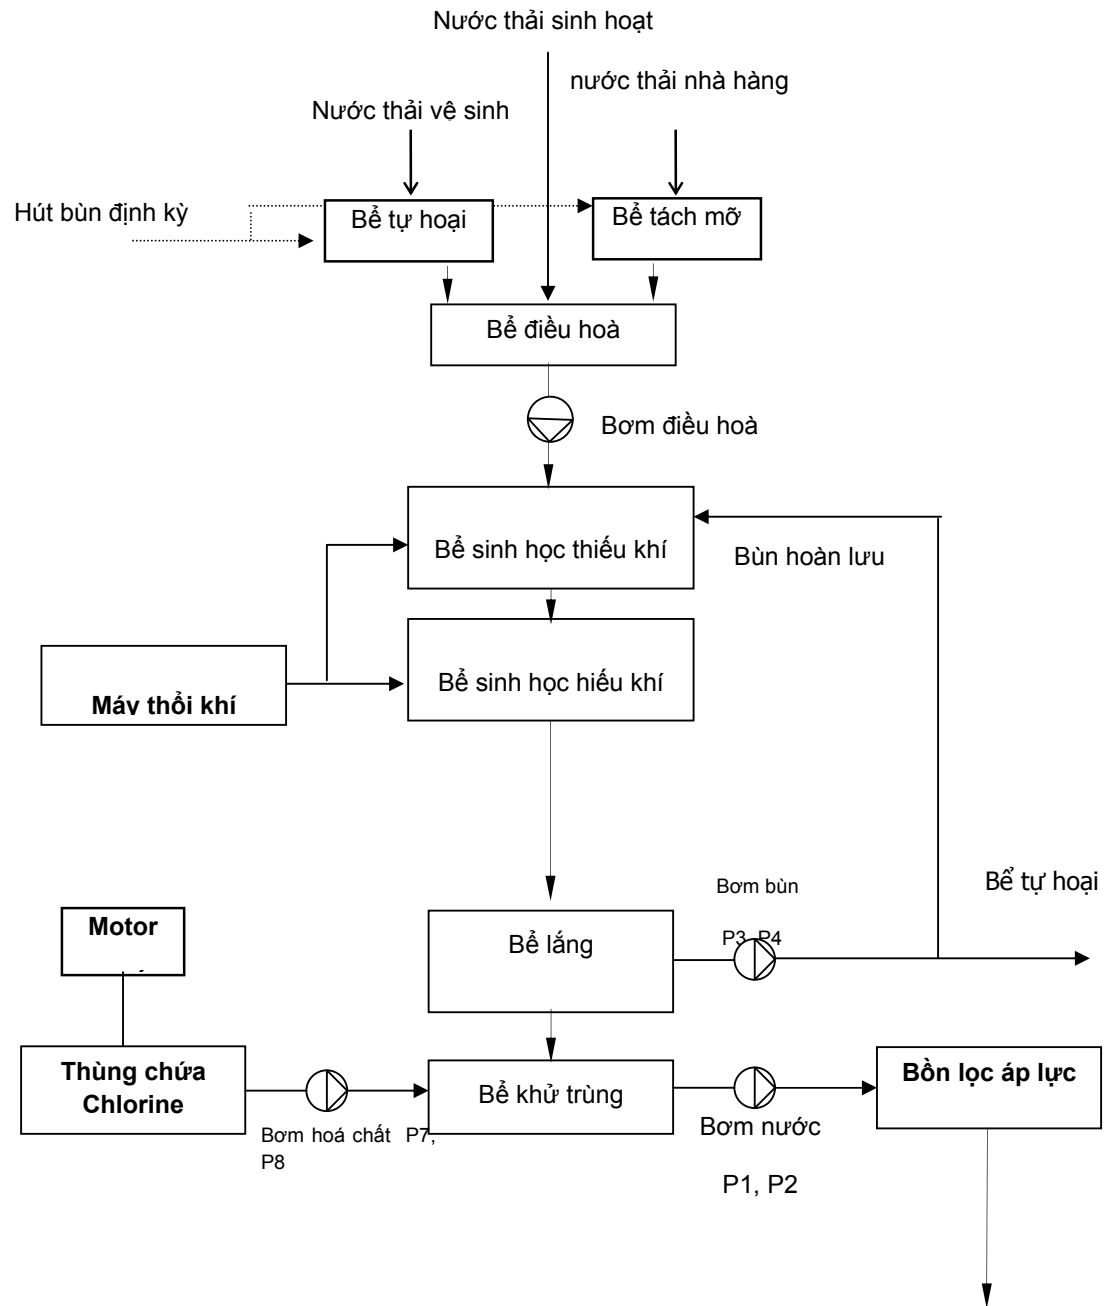 Nước thải sinh hoạt
nước thải nhà hàng
Nước thải vệ sinh
Hút bùn định kỳ
Bể tự hoại
Bể tách mỡ
Bể điều hoà
Bơm điều hoà
Bể sinh học thiếu khí
Bùn hoàn lưu
Bể sinh học hiếu khí
Máy thổi khí
Bơm bùn
P3, P4
Bể tự hoại
Motor
Bể lắng
Thùng chứa
Chlorine
Bơm hoá chất P7,
P8
Bể khử trùng
Bơm nước
P1, P2
Bồn lọc áp lực